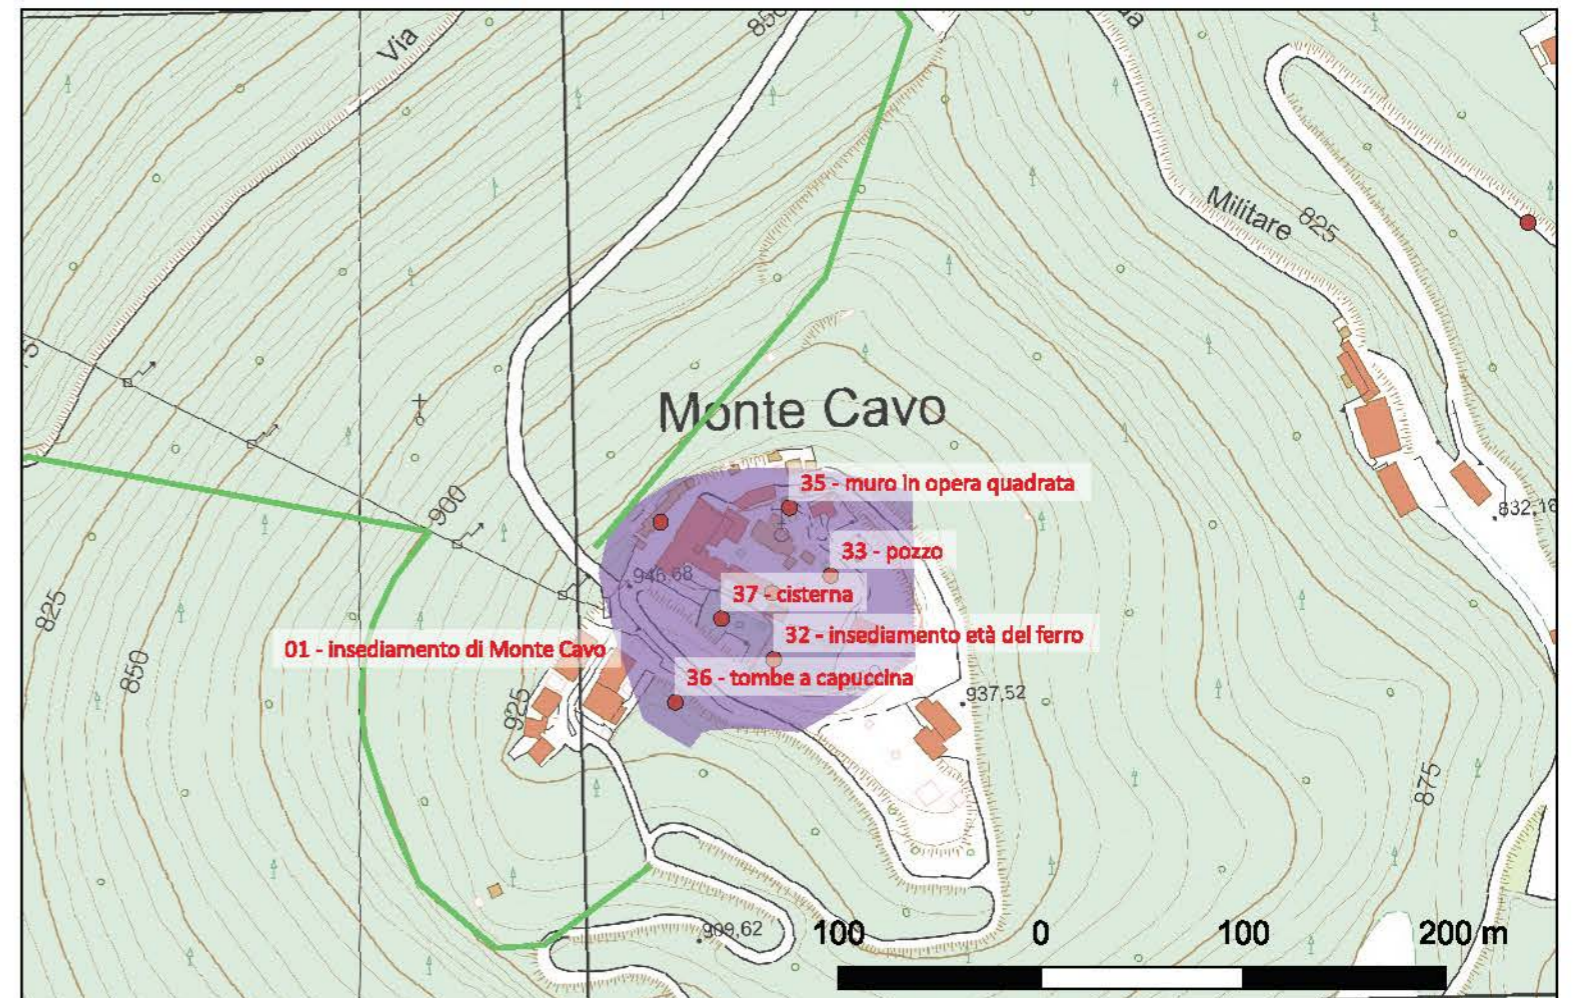 Via
850
Militare
825
Monte Cavo
900
35 - muro in opera quadrata
832,16
33 - pozzo
946,68
37 - cisterna
825
32 - insediamento età del ferro
01 - insediamento di Monte Cavo
850
36 - tombe a capuccina
925
937,52
875
909,62
100 0 100 200 m